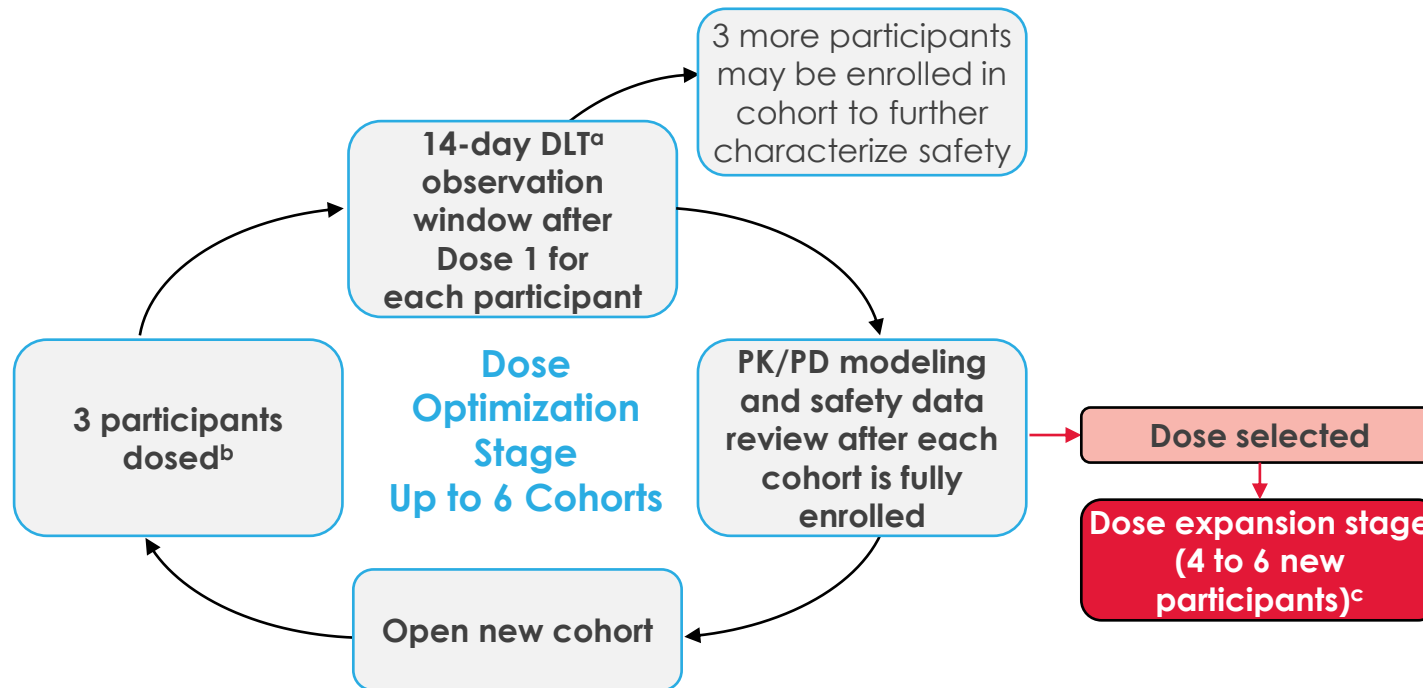 3 more participants
may be enrolled in
cohort to further
characterize safety
14-day DLTᵃ
observation
window after
Dose 1 for
each participant
Dose
Optimization
Stage
Up to 6 Cohorts
3 participants
dosedᵇ
PK/PD modeling
and safety data
review after each
cohort is fully
enrolled
Dose selected
Dose expansion stage
(4 to 6 new
participants)ᶜ
Open new cohort